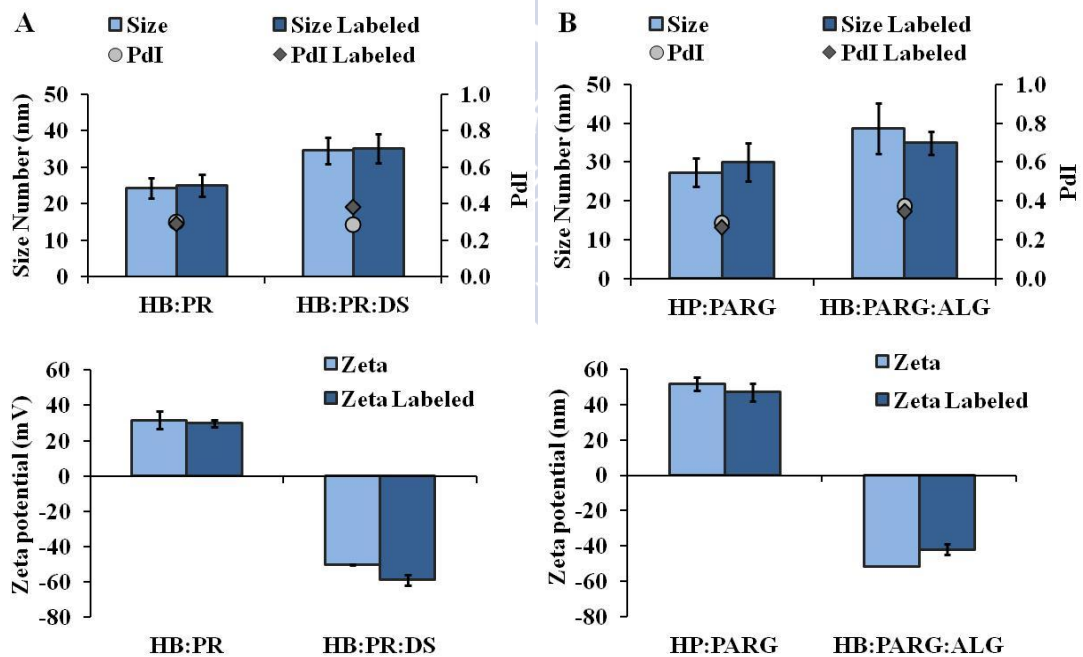 A
Size
Size Labeled
PdI
PdI Labeled
Size Number (nm)
50
40
30
20
10
0
1.0
0.8
0.6
0.4
0.2
0.0
PdI
HB:PR
HB:PR:DS
B
Size
Size Labeled
PdI
PdI Labeled
Size Number (nm)
50
40
30
20
10
0
1.0
0.8
0.6
0.4
0.2
0.0
PdI
HP:PARG
HB:PARG:ALG
Zeta
Zeta Labeled
Zeta potential (mV)
60
40
20
0
-20
-40
-60
-80
HB:PR
HB:PR:DS
Zeta
Zeta Labeled
Zeta potential (nm)
60
40
20
0
-20
-40
-60
-80
HP:PARG
HB:PARG:ALG